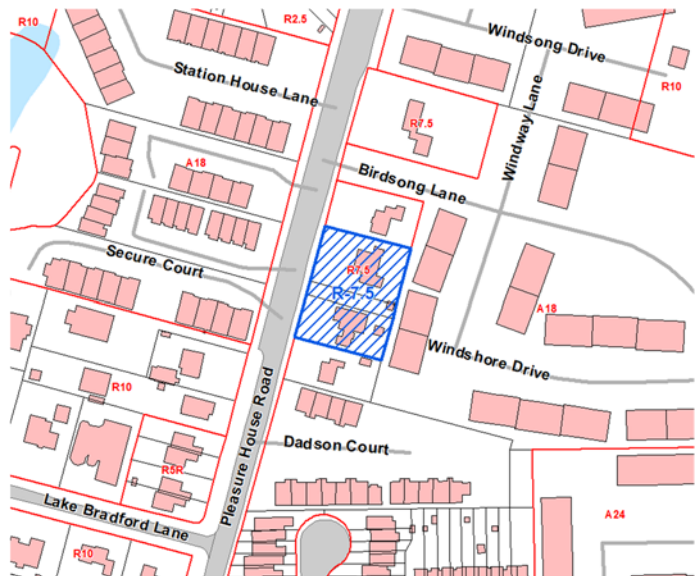 R10
R2.5
Windsong Drive
Station House Lane
R10
R7.5
Windway Lane
A18
Birdsong Lane
Secure Court
R7.5
R-7.5
A18
Windshore Drive
R10
Pleasure House Road
Dadson Court
R5R
Lake Bradford Lane
A24
R10